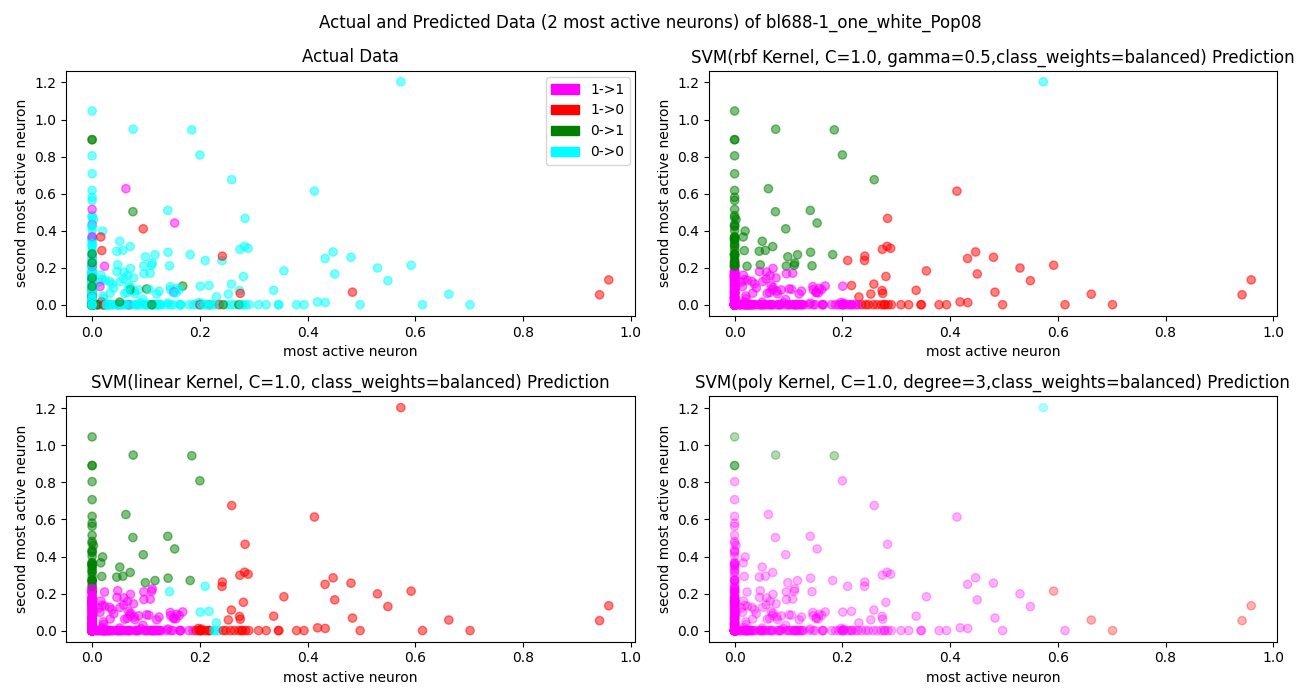 Actual and Predicted Data (2 most active neurons) of bl688-1_one_white_Pop08
Actual Data
1.2
1.0
0.8
0.6
0.4
0.2
0.0
second most active neuron
1->1
1->0
0->1
0->0
0.0 0.2 0.4 0.6 0.8 1.0
most active neuron
SVM(rbf Kernel, C=1.0, gamma=0.5,class_weights=balanced) Prediction
1.2
1.0
0.8
0.6
0.4
0.2
0.0
second most active neuron
0.0 0.2 0.4 0.6 0.8 1.0
most active neuron
SVM(linear Kernel, C=1.0, class_weights=balanced) Prediction
1.2
1.0
0.8
0.6
0.4
0.2
0.0
second most active neuron
0.0 0.2 0.4 0.6 0.8 1.0
most active neuron
SVM(poly Kernel, C=1.0, degree=3,class_weights=balanced) Prediction
1.2
1.0
0.8
0.6
0.4
0.2
0.0
second most active neuron
0.0 0.2 0.4 0.6 0.8 1.0
most active neuron